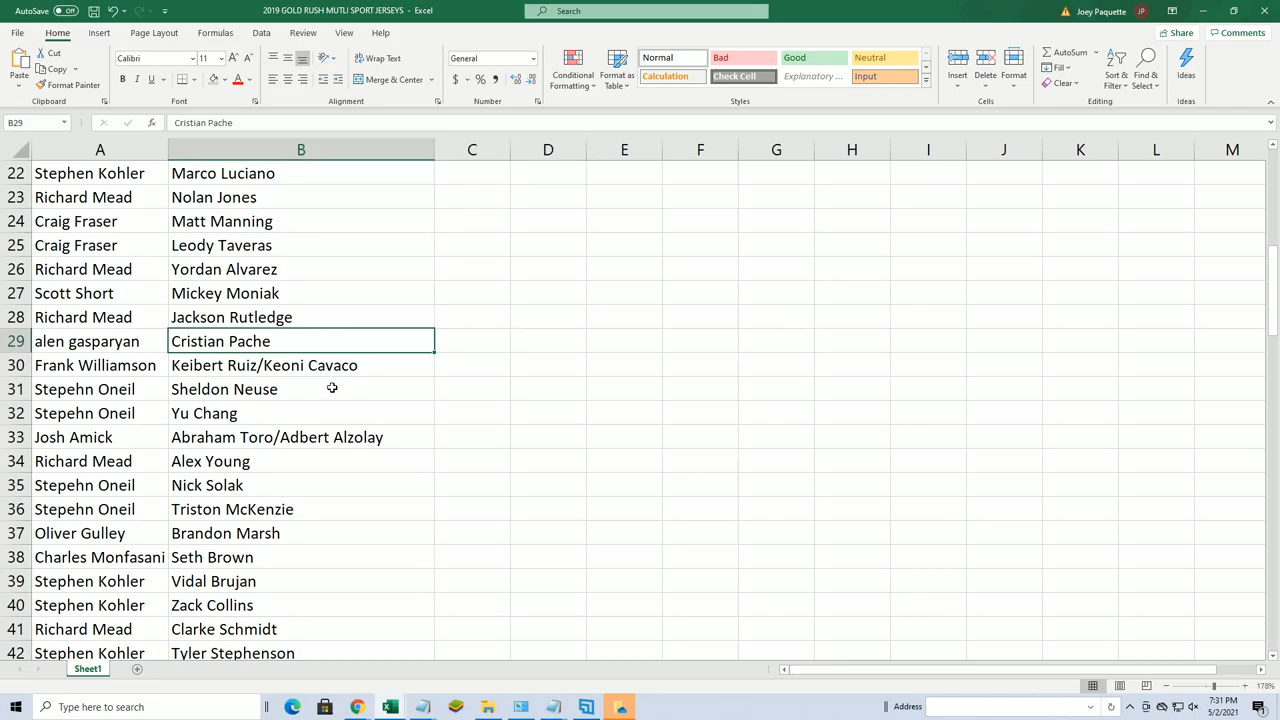 AutoSave Off 2019 GOLD RUSH MUTLI SPORT JERSEYS - Excel Search Joey Paquette JP
File Home Insert Page Layout Formulas Data Review View Help Share Comments
Paste Cut Copy Format Painter Calibri 11 B I U A A Wrap Text Merge & Center General $ % Conditional Formatting Format as Table Normal Bad Good Neutral Calculation Check Cell Explanatory ... Input Insert Delete Format AutoSum Fill Clear Sort & Filter Find & Select Ideas
Clipboard Font Alignment Number Styles Cells Editing Ideas
B29 fx Cristian Pache
A B C D E F G H I J K L M
22 Stephen Kohler Marco Luciano
23 Richard Mead Nolan Jones
24 Craig Fraser Matt Manning
25 Craig Fraser Leody Taveras
26 Richard Mead Yordan Alvarez
27 Scott Short Mickey Moniak
28 Richard Mead Jackson Rutledge
29 alen gasparyan Cristian Pache
30 Frank Williamson Keibert Ruiz/Keoni Cavaco
31 Stepehn Oneil Sheldon Neuse
32 Stepehn Oneil Yu Chang
33 Josh Amick Abraham Toro/Adbert Alzolay
34 Richard Mead Alex Young
35 Stepehn Oneil Nick Solak
36 Stepehn Oneil Triston McKenzie
37 Oliver Gulley Brandon Marsh
38 Charles Monfasani Seth Brown
39 Stephen Kohler Vidal Brujan
40 Stephen Kohler Zack Collins
41 Richard Mead Clarke Schmidt
42 Stephen Kohler Tyler Stephenson
Sheet1
178%
Type here to search Address 7:31 PM
5/2/2021